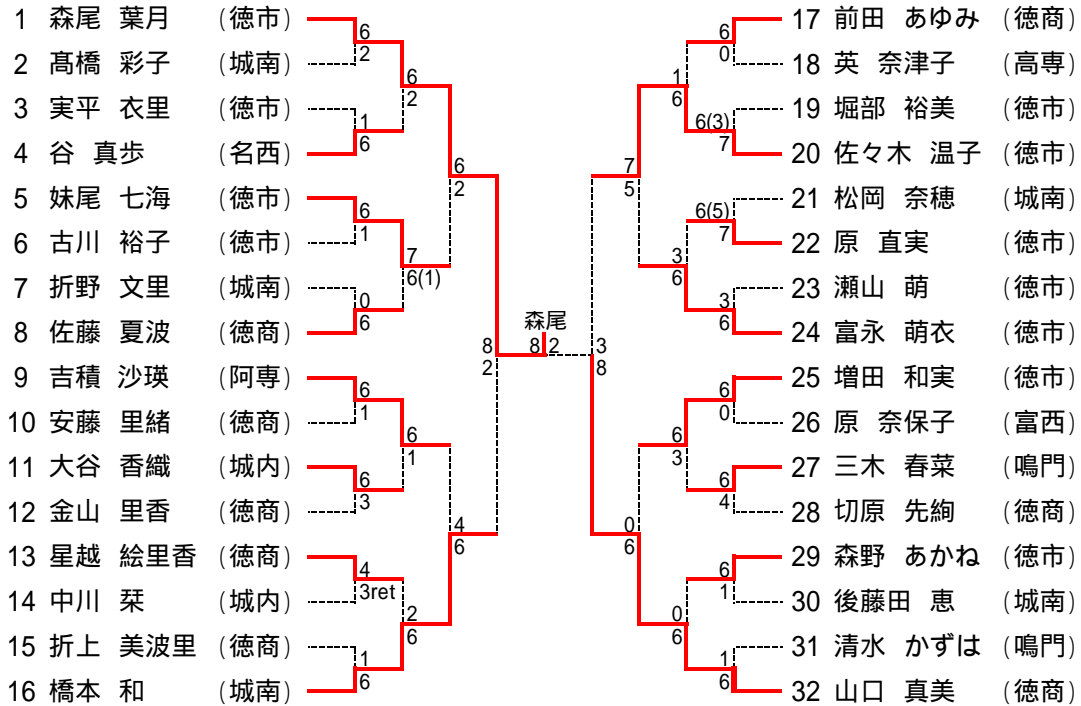 1 森尾 葉月 (徳市)
2 髙橋 彩子 (城南)
3 実平 衣里 (徳市)
4 谷 真歩 (名西)
5 妹尾 七海 (徳市)
6 古川 裕子 (徳市)
7 折野 文里 (城南)
8 佐藤 夏波 (徳商)
9 吉積 沙瑛 (阿専)
10 安藤 里緒 (徳商)
11 大谷 香織 (城内)
12 金山 里香 (徳商)
13 星越 絵里香 (徳商)
14 中川 栞 (城内)
15 折上 美波里 (徳商)
16 橋本 和 (城南)
6
2
1
6
6
1
0
6
6
1
6
3
4
3ret
1
6
6
2
7
6(1)
6
1
2
6
6
2
4
6
8
2
森尾
8 2
3
8
7
5
0
6
1
6
3
6
6
3
0
6
6
0
6(3)
7
6(5)
7
3
6
6
0
6
4
6
1
1
6
17 前田 あゆみ (徳商)
18 英 奈津子 (高専)
19 堀部 裕美 (徳市)
20 佐々木 温子 (徳市)
21 松岡 奈穂 (城南)
22 原 直実 (徳市)
23 瀬山 萌 (徳市)
24 富永 萌衣 (徳市)
25 増田 和実 (徳市)
26 原 奈保子 (富西)
27 三木 春菜 (鳴門)
28 切原 先絢 (徳商)
29 森野 あかね (徳市)
30 後藤田 恵 (城南)
31 清水 かずは (鳴門)
32 山口 真美 (徳商)